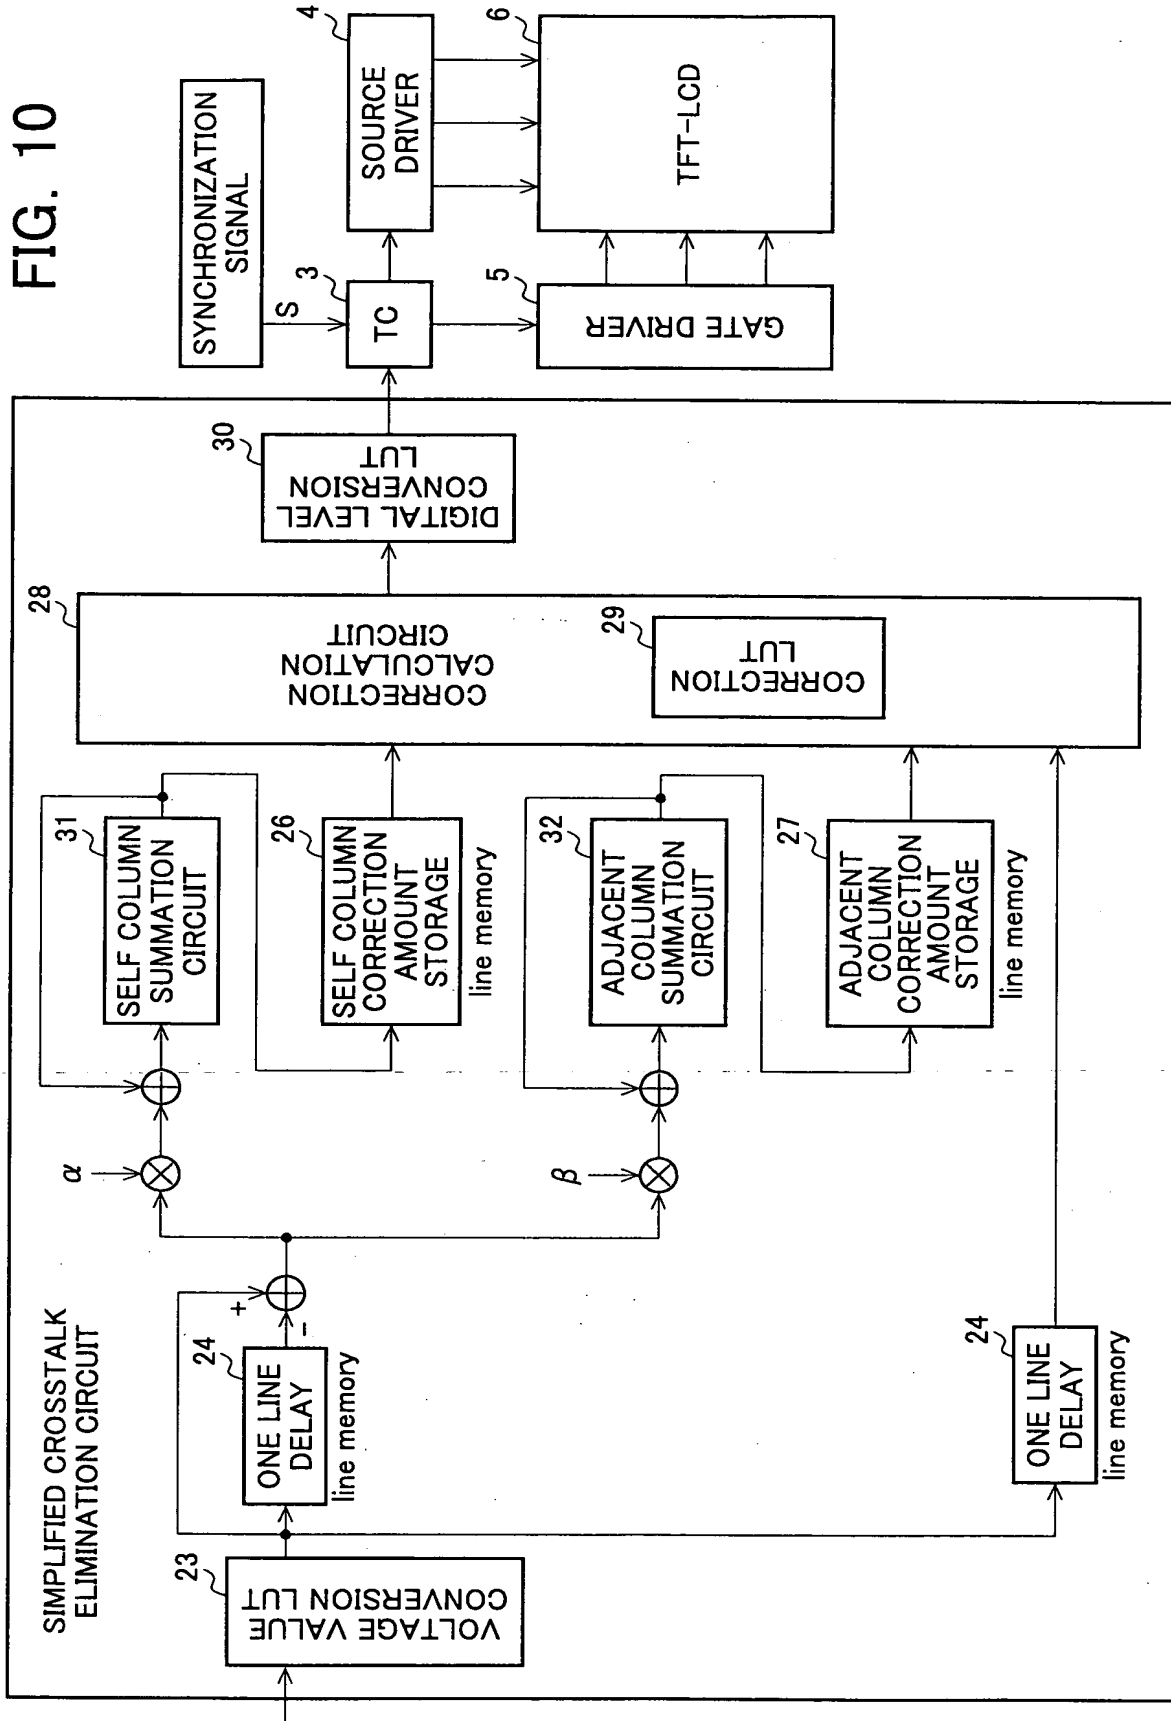 FIG. 10
SIMPLIFIED CROSSTALK
ELIMINATION CIRCUIT
23
VOLTAGE VALUE
CONVERSION LUT
24
ONE LINE
DELAY
line memory
+
-
α
β
31
SELF COLUMN
SUMMATION
CIRCUIT
26
SELF COLUMN
CORRECTION
AMOUNT
STORAGE
line memory
32
ADJACENT
COLUMN
SUMMATION
CIRCUIT
27
ADJACENT
COLUMN
CORRECTION
AMOUNT
STORAGE
line memory
24
ONE LINE
DELAY
line memory
28
CORRECTION
CALCULATION
CIRCUIT
29
CORRECTION
LUT
30
DIGITAL LEVEL
CONVERSION
LUT
SYNCHRONIZATION
SIGNAL
S
3
TC
4
SOURCE
DRIVER
5
GATE DRIVER
6
TFT-LCD